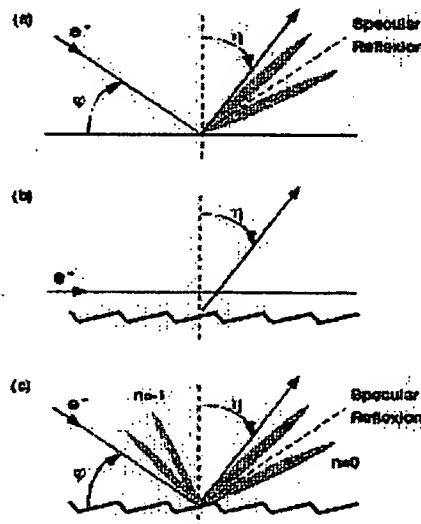 (a)
e⁻
η
Specular
Reflexion
φ
(b)
η
e⁻
(c)
n=-1
e⁻
η
Specular
Reflexion
φ
n=0